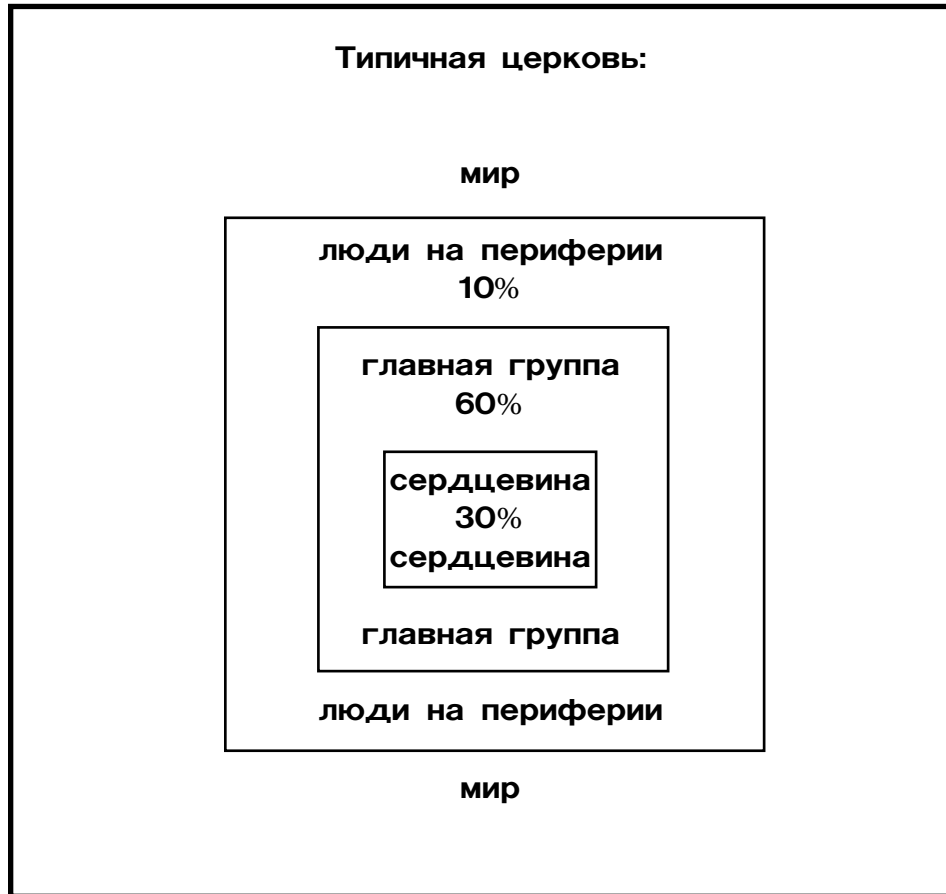 Типичная церковь:
мир
люди на периферии
10%
главная группа
60%
сердцевина
30%
сердцевина
главная группа
люди на периферии
мир